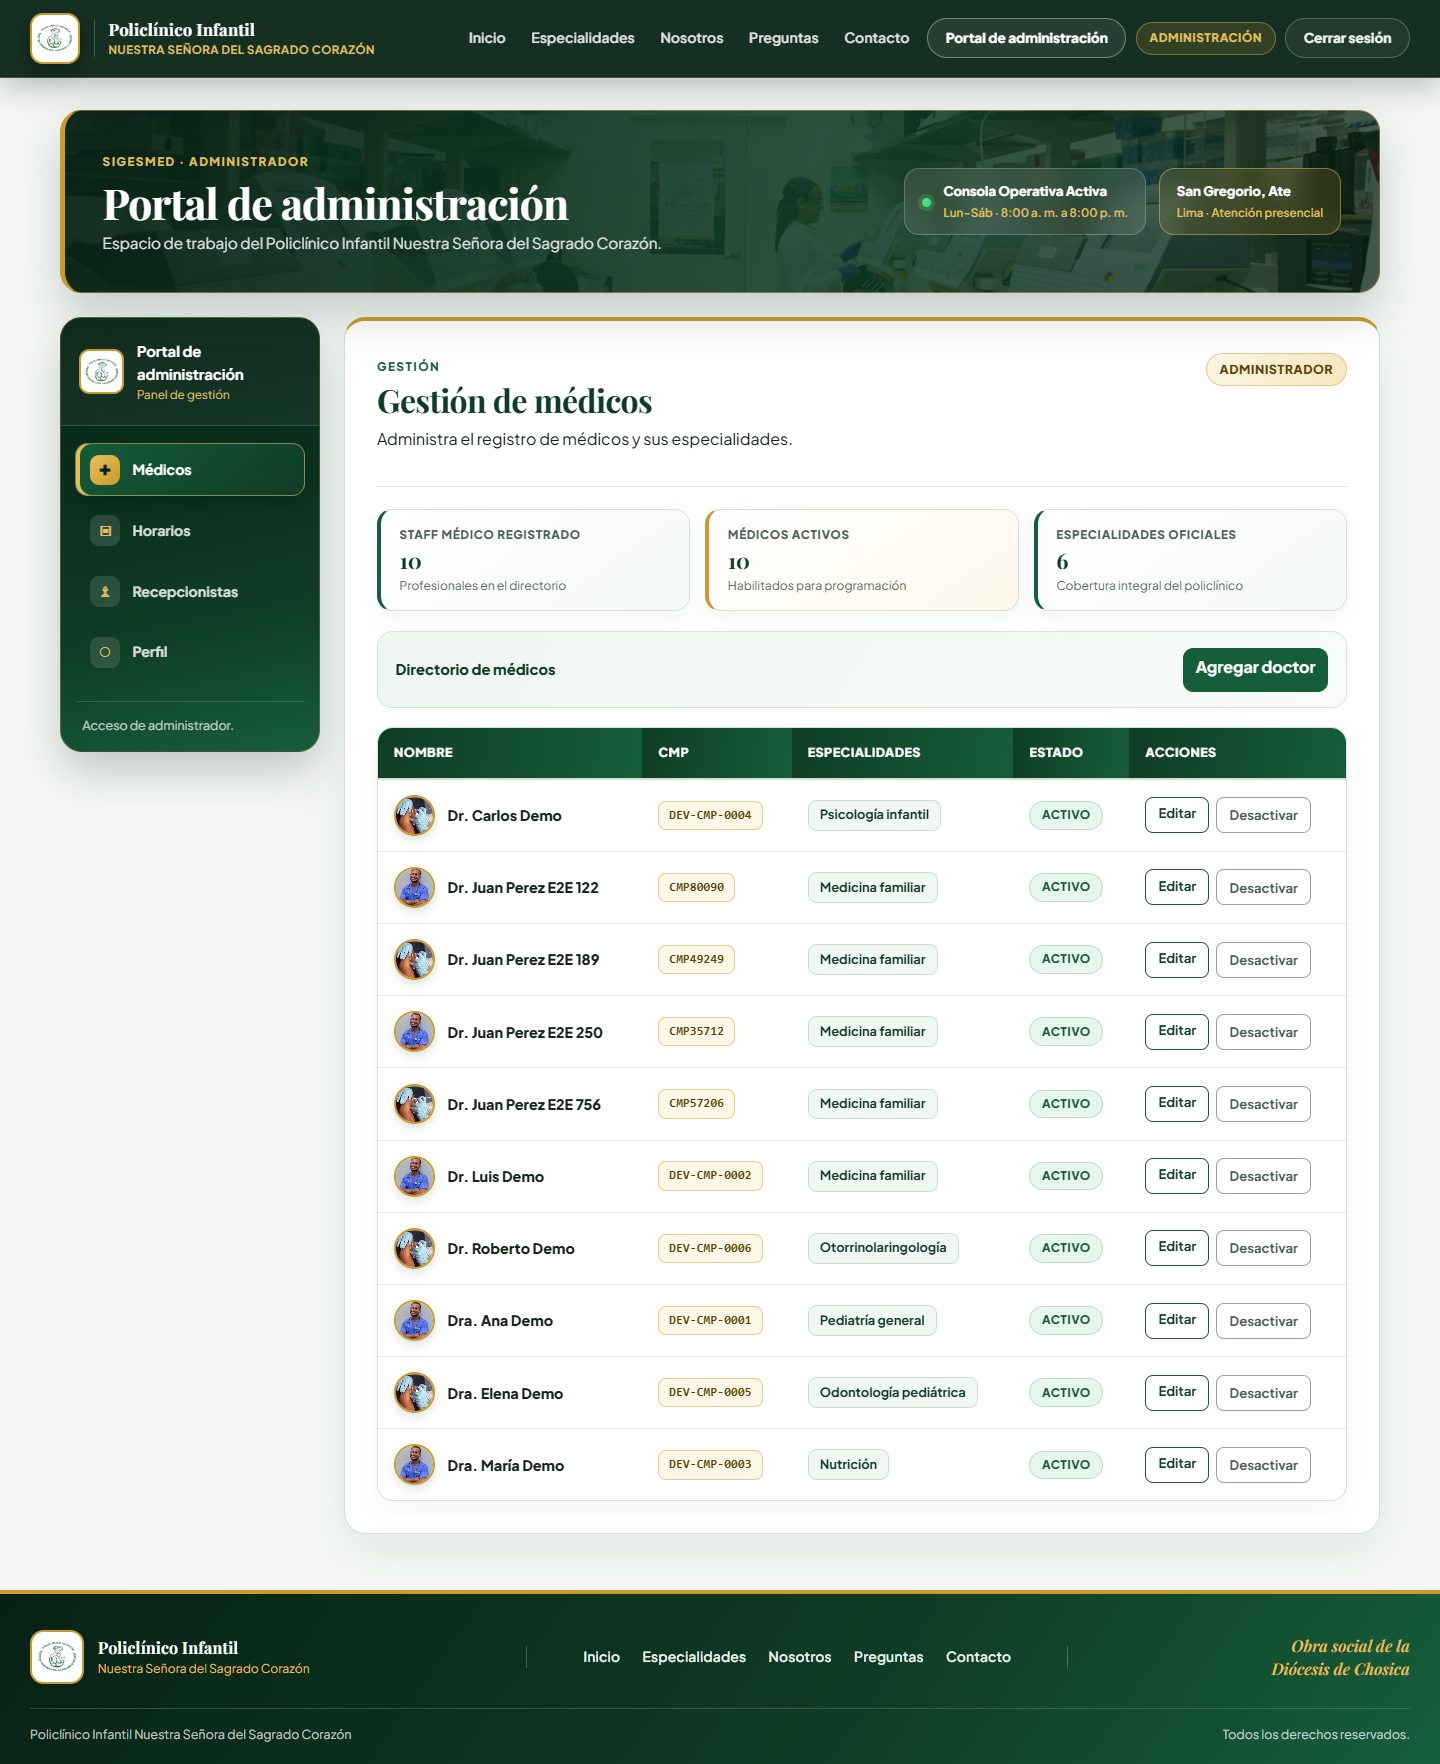 Policlínico Infantil
NUESTRA SEÑORA DEL SAGRADO CORAZÓN
Inicio Especialidades Nosotros Preguntas Contacto Portal de administración ADMINISTRACIÓN Cerrar sesión
SIGESMED · ADMINISTRADOR
Portal de administración
Espacio de trabajo del Policlínico Infantil Nuestra Señora del Sagrado Corazón.
Consola Operativa Activa
Lun–Sáb · 8:00 a. m. a 8:00 p. m.
San Gregorio, Ate
Lima · Atención presencial
Portal de
administración
Panel de gestión
Médicos
Horarios
Recepcionistas
Perfil
Acceso de administrador.
GESTIÓN
Gestión de médicos
Administra el registro de médicos y sus especialidades.
ADMINISTRADOR
STAFF MÉDICO REGISTRADO
10
Profesionales en el directorio
MÉDICOS ACTIVOS
10
Habilitados para programación
ESPECIALIDADES OFICIALES
6
Cobertura integral del policlínico
Directorio de médicos
Agregar doctor
NOMBRE CMP ESPECIALIDADES ESTADO ACCIONES
Dr. Carlos Demo DEV-CMP-0004 Psicología infantil ACTIVO Editar Desactivar
Dr. Juan Perez E2E 122 CMP80090 Medicina familiar ACTIVO Editar Desactivar
Dr. Juan Perez E2E 189 CMP49249 Medicina familiar ACTIVO Editar Desactivar
Dr. Juan Perez E2E 250 CMP35712 Medicina familiar ACTIVO Editar Desactivar
Dr. Juan Perez E2E 756 CMP57206 Medicina familiar ACTIVO Editar Desactivar
Dr. Luis Demo DEV-CMP-0002 Medicina familiar ACTIVO Editar Desactivar
Dr. Roberto Demo DEV-CMP-0006 Otorrinolaringología ACTIVO Editar Desactivar
Dra. Ana Demo DEV-CMP-0001 Pediatría general ACTIVO Editar Desactivar
Dra. Elena Demo DEV-CMP-0005 Odontología pediátrica ACTIVO Editar Desactivar
Dra. María Demo DEV-CMP-0003 Nutrición ACTIVO Editar Desactivar
Policlínico Infantil
Nuestra Señora del Sagrado Corazón
Inicio Especialidades Nosotros Preguntas Contacto
Obra social de la
Diócesis de Chosica
Policlínico Infantil Nuestra Señora del Sagrado Corazón
Todos los derechos reservados.